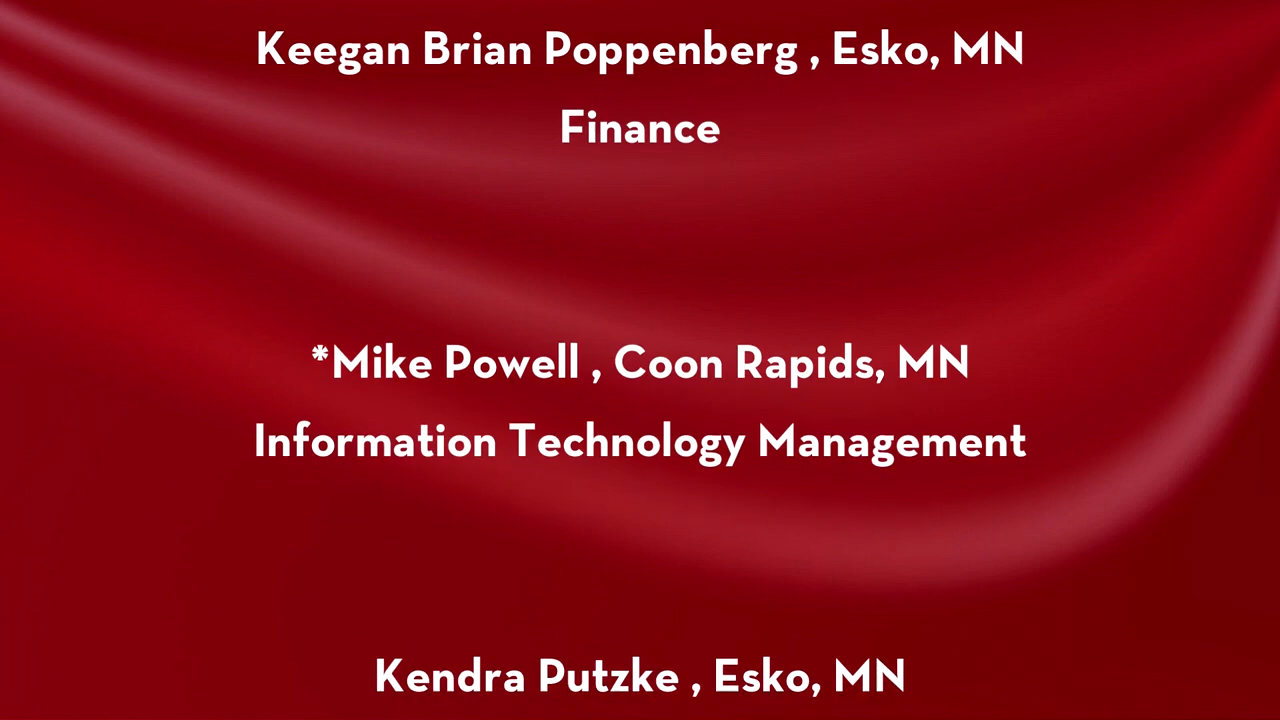 Keegan Brian Poppenberg , Esko, MN
Finance
*Mike Powell , Coon Rapids, MN
Information Technology Management
Kendra Putzke , Esko, MN